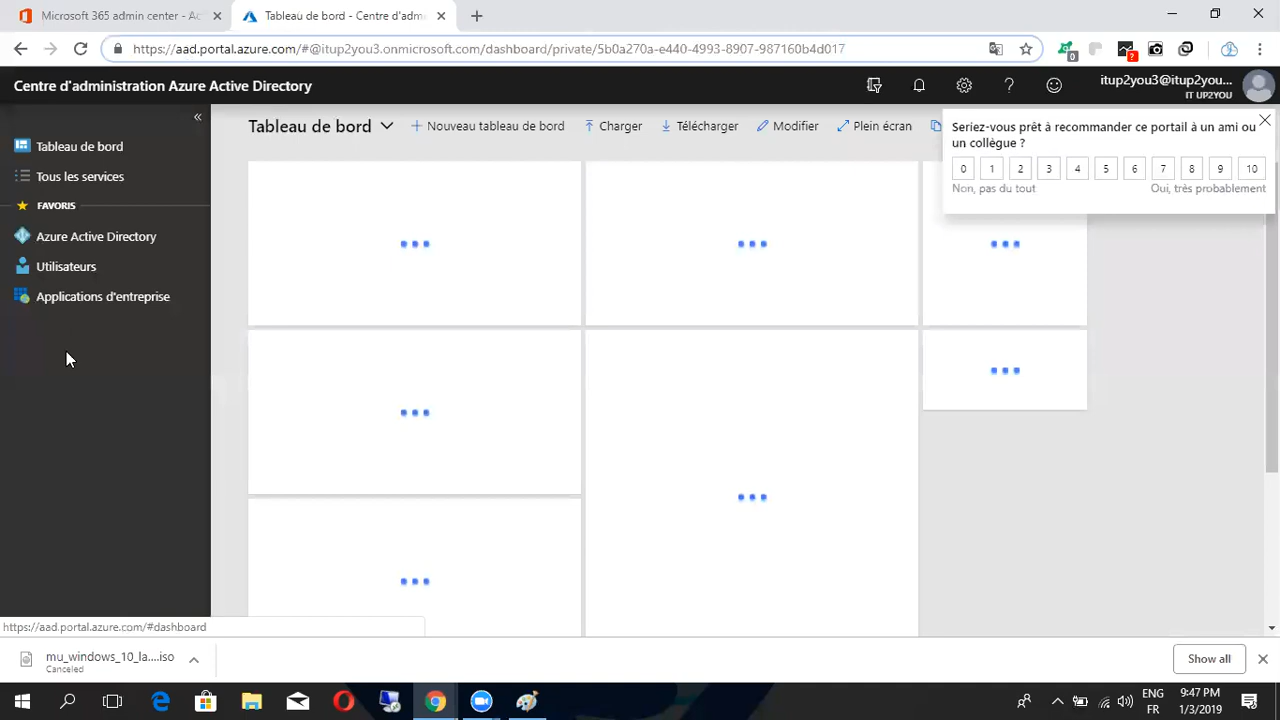 Microsoft 365 admin center - Ac
Tableau de bord - Centre d'adm
https://aad.portal.azure.com/#@itup2you3.onmicrosoft.com/dashboard/private/5b0a270a-e440-4993-8907-987160b4d017
0
?
Centre d'administration Azure Active Directory
itup2you3@itup2you...
IT UP2YOU
«
Tableau de bord
Tous les services
FAVORIS
Azure Active Directory
Utilisateurs
Applications d'entreprise
Tableau de bord
Nouveau tableau de bord
Charger
Télécharger
Modifier
Plein écran
Seriez-vous prêt à recommander ce portail à un ami ou
un collègue ?
0 1 2 3 4 5 6 7 8 9 10
Non, pas du tout
Oui, très probablement
https://aad.portal.azure.com/#dashboard
mu_windows_10_la....iso
Canceled
Show all
ENG
FR
9:47 PM
1/3/2019